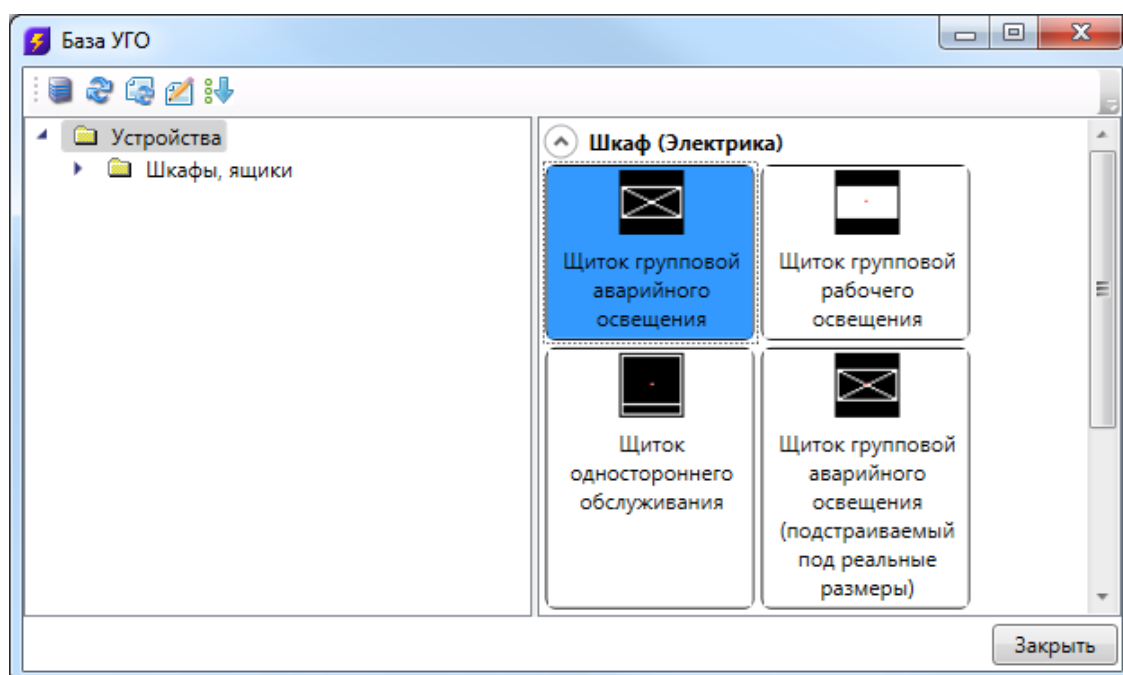 База УГО
Устройства
Шкафы, ящики
Шкаф (Электрика)
Щиток групповой
аварийного
освещения
Щиток групповой
рабочего
освещения
Щиток
одностороннего
обслуживания
Щиток групповой
аварийного
освещения
(подстраиваемый
под реальные
размеры)
Закрыть